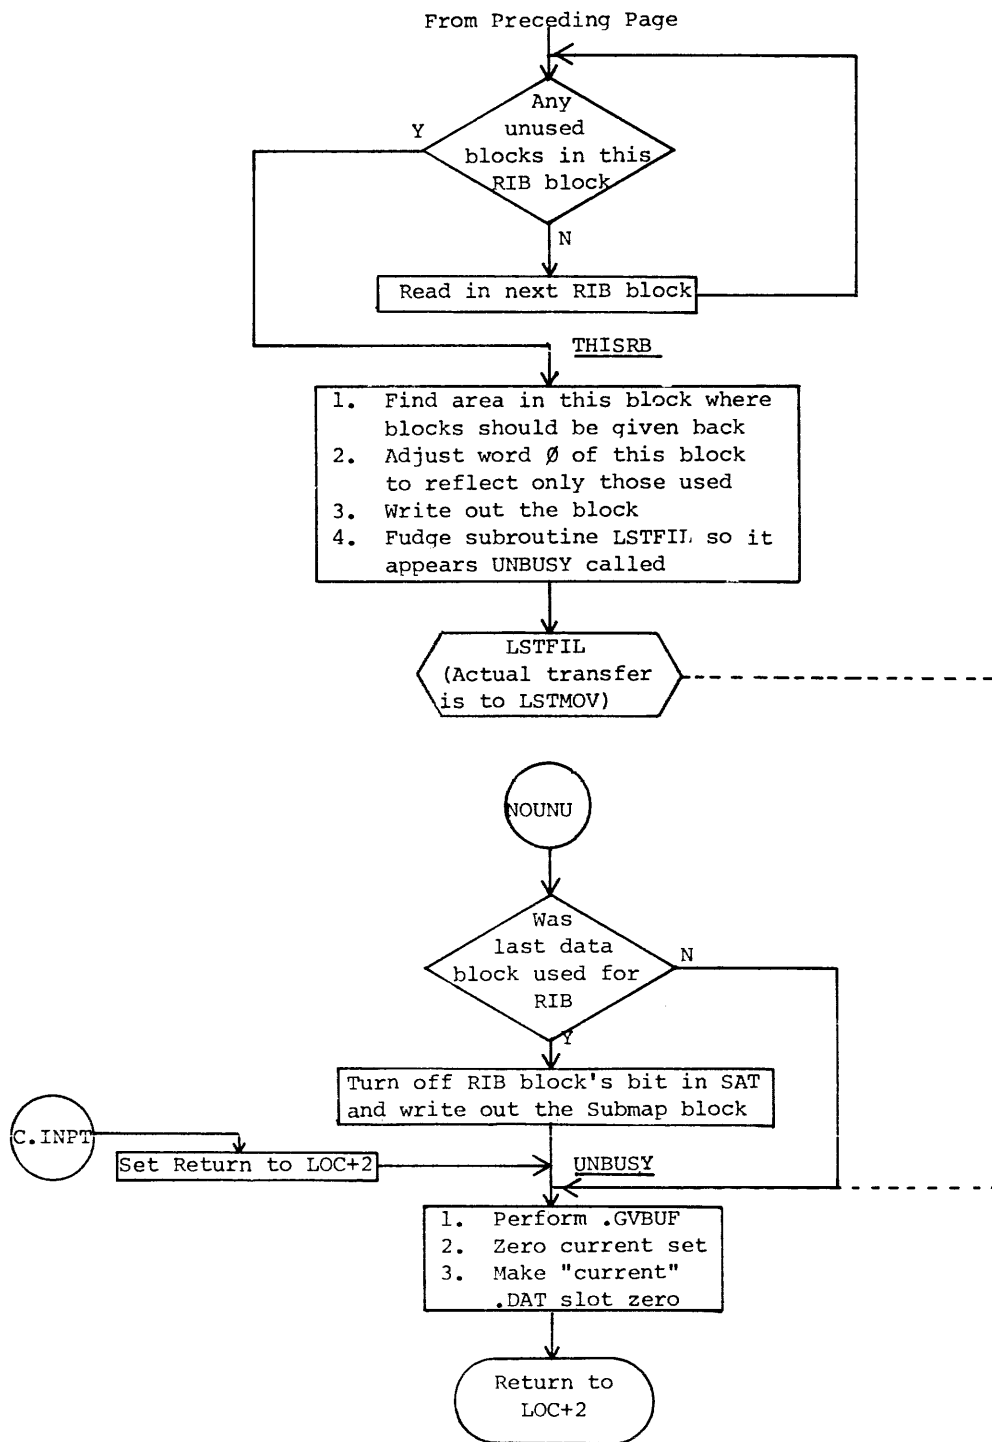 From Preceding Page
Any
unused
blocks in this
RIB block
Y
N
Read in next RIB block
THISRB
1. Find area in this block where
blocks should be given back
2. Adjust word Ø of this block
to reflect only those used
3. Write out the block
4. Fudge subroutine LSTFIL so it
appears UNBUSY called
LSTFIL
(Actual transfer
is to LSTMOV)
NOUNU
Was
last data
block used for
RIB
N
Y
Turn off RIB block's bit in SAT
and write out the Submap block
C.INPT
Set Return to LOC+2
UNBUSY
1. Perform .GVBUF
2. Zero current set
3. Make "current"
.DAT slot zero
Return to
LOC+2